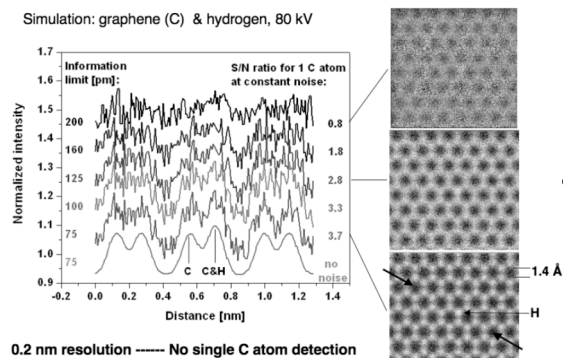 Simulation: graphene (C) & hydrogen, 80 kV
Information
limit [pm]:
S/N ratio for 1 C atom
at constant noise:
Normalized intensity
1.7
1.6
1.5
1.4
1.3
1.2
1.1
1.0
0.9
200
160
125
100
75
75
0.8
1.8
2.8
3.3
3.7
no
noise
C
C&H
-0.2
0.0
0.2
0.4
0.6
0.8
1.0
1.2
1.4
Distance [nm]
1.4 Å
H
0.2 nm resolution ------ No single C atom detection